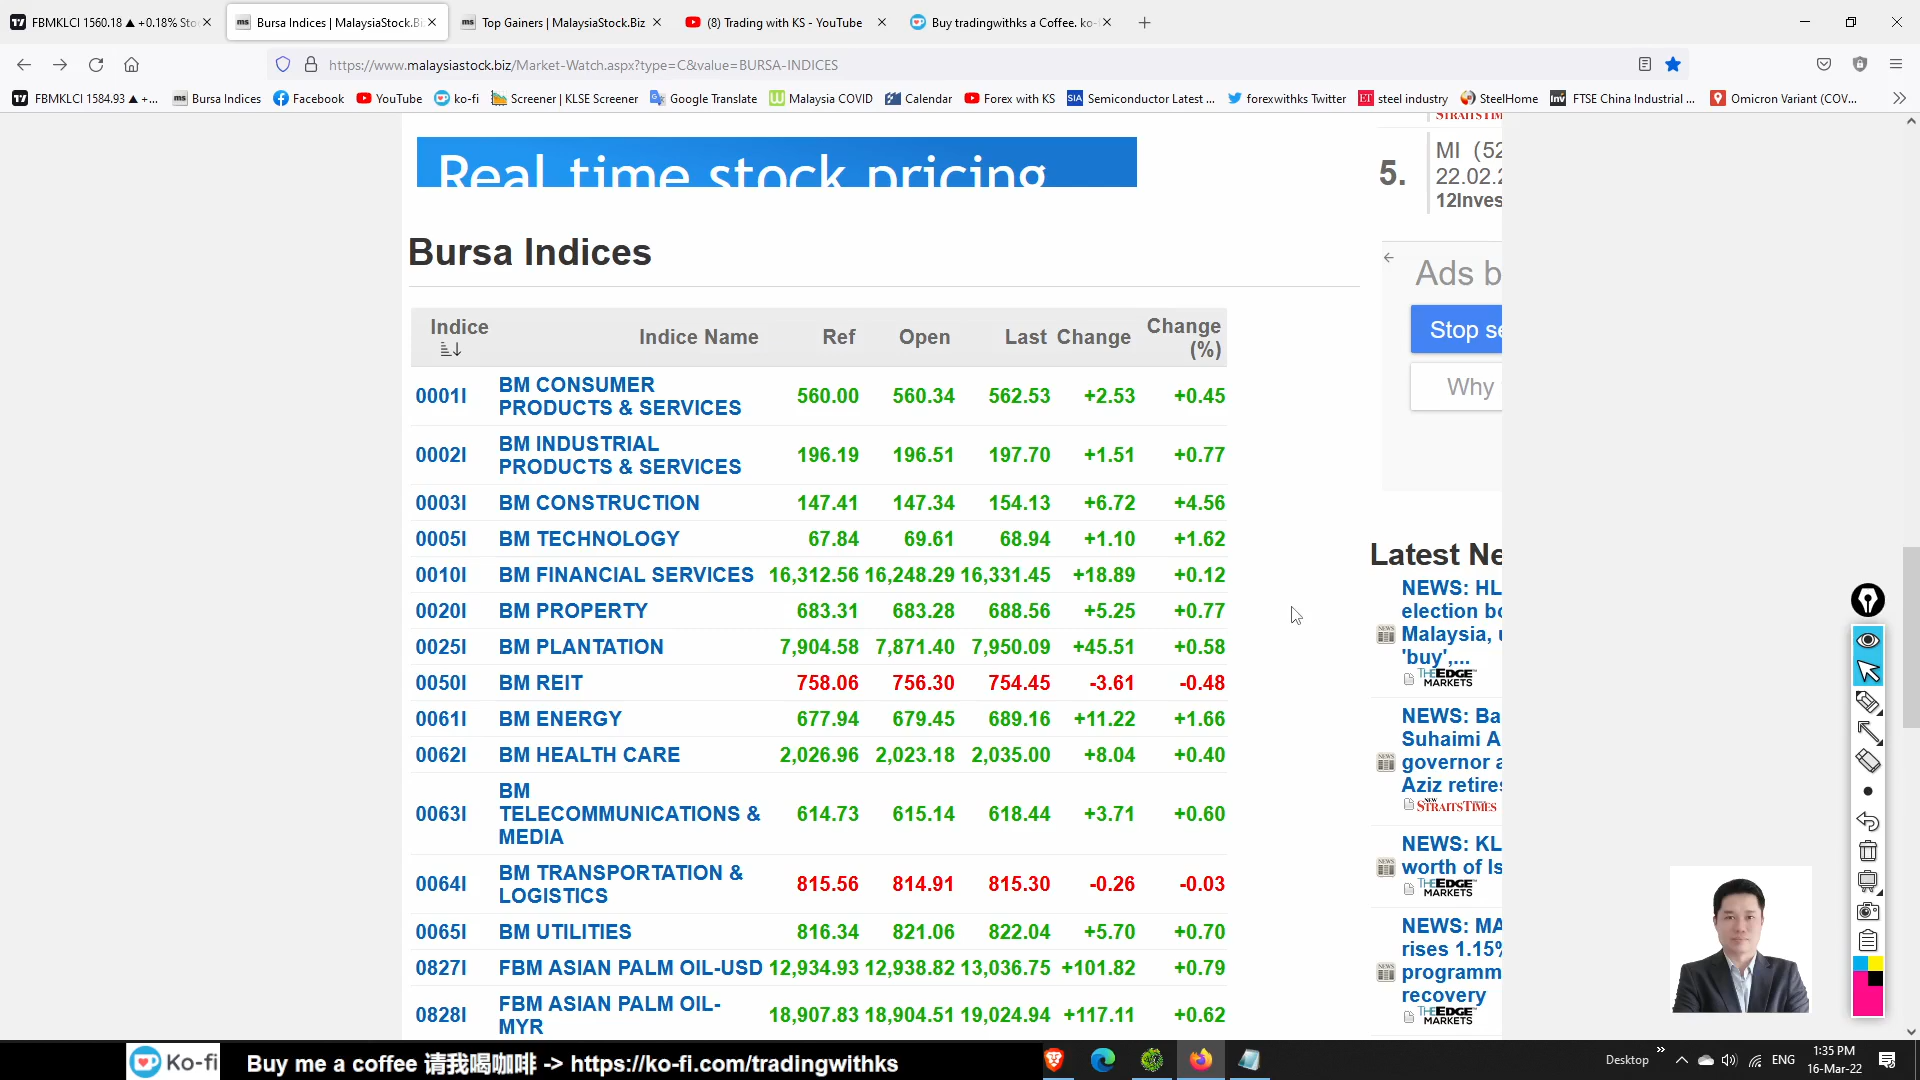 FBMKLCI 1560.18 ▲ +0.18% Sto
Bursa Indices | MalaysiaStock.Bi
Top Gainers | MalaysiaStock.Biz
(8) Trading with KS - YouTube
Buy tradingwithks a Coffee. ko-
https://www.malaysiastock.biz/Market-Watch.aspx?type=C&value=BURSA-INDICES
FBMKLCI 1584.93 ▲ +... Bursa Indices Facebook YouTube ko-fi Screener | KLSE Screener Google Translate Malaysia COVID Calendar Forex with KS Semiconductor Latest ... forexwithks Twitter steel industry SteelHome FTSE China Industrial ... Omicron Variant (COV...
Real time stock pricing
Bursa Indices
Indice Indice Name Ref Open Last Change Change (%)
0001I BM CONSUMER PRODUCTS & SERVICES 560.00 560.34 562.53 +2.53 +0.45
0002I BM INDUSTRIAL PRODUCTS & SERVICES 196.19 196.51 197.70 +1.51 +0.77
0003I BM CONSTRUCTION 147.41 147.34 154.13 +6.72 +4.56
0005I BM TECHNOLOGY 67.84 69.61 68.94 +1.10 +1.62
0010I BM FINANCIAL SERVICES 16,312.56 16,248.29 16,331.45 +18.89 +0.12
0020I BM PROPERTY 683.31 683.28 688.56 +5.25 +0.77
0025I BM PLANTATION 7,904.58 7,871.40 7,950.09 +45.51 +0.58
0050I BM REIT 758.06 756.30 754.45 -3.61 -0.48
0061I BM ENERGY 677.94 679.45 689.16 +11.22 +1.66
0062I BM HEALTH CARE 2,026.96 2,023.18 2,035.00 +8.04 +0.40
0063I BM TELECOMMUNICATIONS & MEDIA 614.73 615.14 618.44 +3.71 +0.60
0064I BM TRANSPORTATION & LOGISTICS 815.56 814.91 815.30 -0.26 -0.03
0065I BM UTILITIES 816.34 821.06 822.04 +5.70 +0.70
0827I FBM ASIAN PALM OIL-USD 12,934.93 12,938.82 13,036.75 +101.82 +0.79
0828I FBM ASIAN PALM OIL-MYR 18,907.83 18,904.51 19,024.94 +117.11 +0.62
5.
MI (52
22.02.2
12Inves
Ads b
Stop se
Why
Latest Ne
NEWS: HL
election bo
Malaysia, u
'buy',...
THE EDGE MARKETS
NEWS: Ba
Suhaimi A
governor a
Aziz retires
NEW STRAITS TIMES
NEWS: KL
worth of Is
THE EDGE MARKETS
NEWS: MA
rises 1.15%
programm
recovery
THE EDGE MARKETS
Ko-fi
Buy me a coffee 请我喝咖啡 -> https://ko-fi.com/tradingwithks
Desktop
ENG
1:35 PM
16-Mar-22